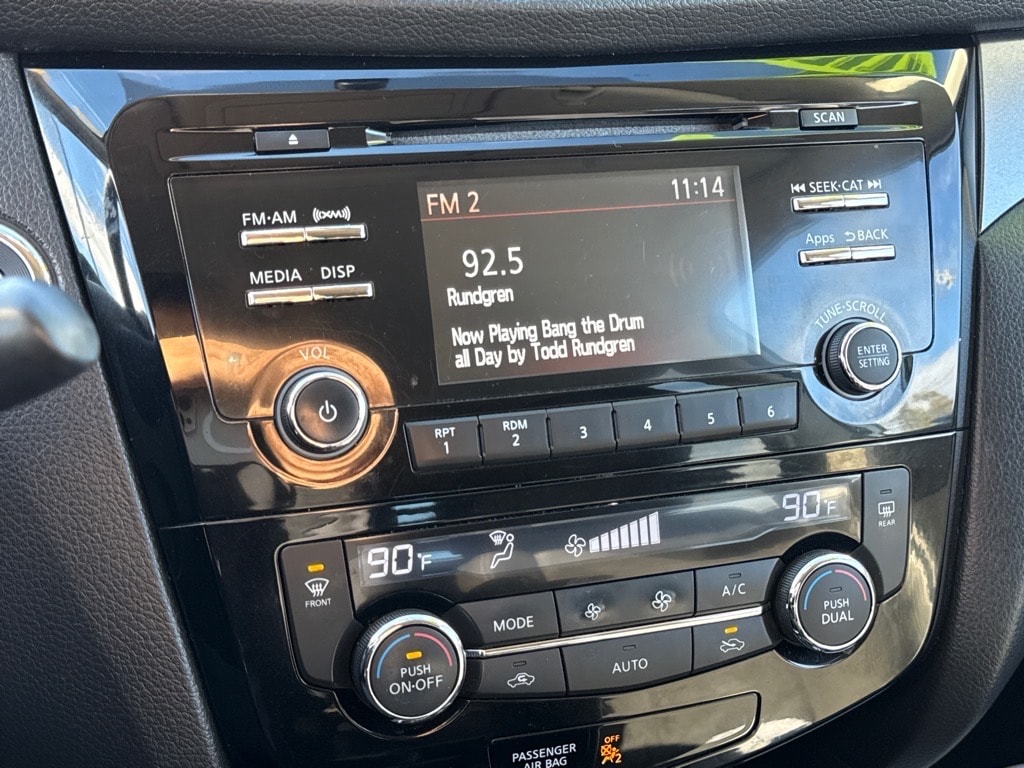 SCAN
FM 2 11:14
FM·AM ((XM))
SEEK·CAT
92.5
Apps BACK
MEDIA DISP
Rundgren
Now Playing Bang the Drum
all Day by Todd Rundgren
TUNE·SCROLL
VOL
ENTER
SETTING
RPT
1
RDM
2
3
4
5
6
90°F
90°F
REAR
FRONT
MODE
A/C
PUSH
ON·OFF
AUTO
PUSH
DUAL
PASSENGER
AIR BAG
OFF
2